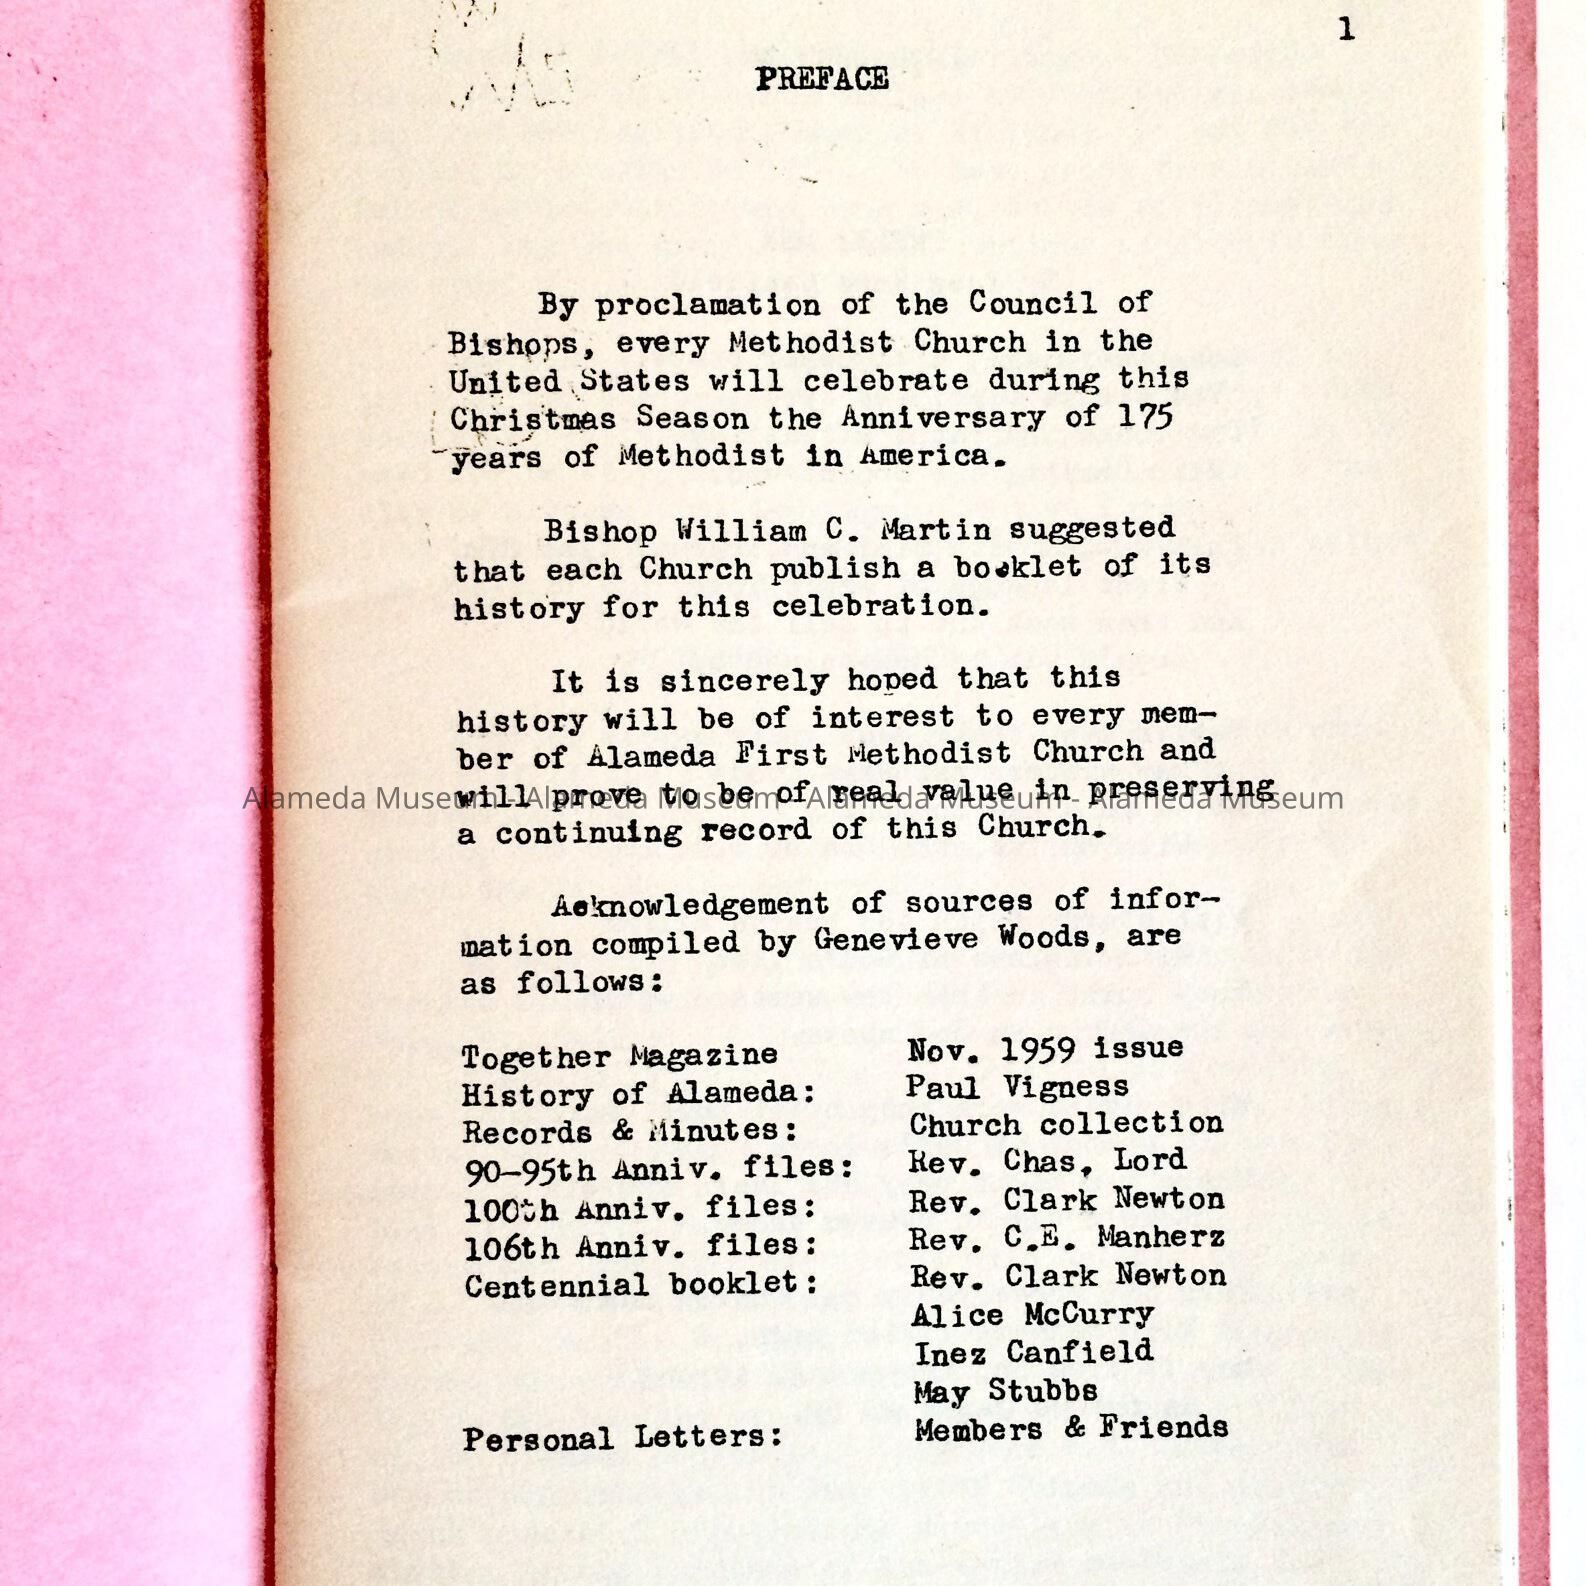 1
PREFACE
By proclamation of the Council of
Bishops, every Methodist Church in the
United States will celebrate during this
Christmas Season the Anniversary of 175
years of Methodist in America.
Bishop William C. Martin suggested
that each Church publish a booklet of its
history for this celebration.
It is sincerely hoped that this
history will be of interest to every mem-
ber of Alameda First Methodist Church and
will prove to be of real value in preserving
Alameda Museum - Alameda Museum - Alameda Museum - Alameda Museum
a continuing record of this Church.
Acknowledgement of sources of infor-
mation compiled by Genevieve Woods, are
as follows:
Together Magazine Nov. 1959 issue
History of Alameda: Paul Vigness
Records & Minutes: Church collection
90-95th Anniv. files: Rev. Chas, Lord
100th Anniv. files: Rev. Clark Newton
106th Anniv. files: Rev. C.E. Manherz
Centennial booklet: Rev. Clark Newton
Alice McCurry
Inez Canfield
May Stubbs
Personal Letters: Members & Friends